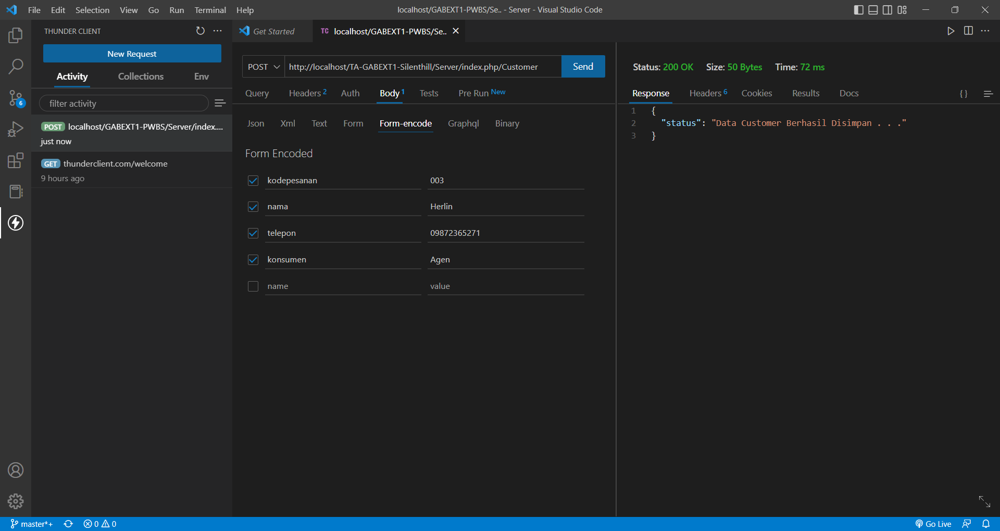 File Edit Selection View Go Run Terminal Help
localhost/GABEXT1-PWBS/Se.. - Server - Visual Studio Code
THUNDER CLIENT
New Request
Activity Collections Env
filter activity
POST localhost/GABEXT1-PWBS/Server/index....
just now
GET thunderclient.com/welcome
9 hours ago
6
Get Started
TC localhost/GABEXT1-PWBS/Se..
POST http://localhost/TA-GABEXT1-Silenthill/Server/index.php/Customer Send
Query Headers 2 Auth Body 1 Tests Pre Run New
Json Xml Text Form Form-encode Graphql Binary
Form Encoded
kodepesanan 003
nama Herlin
telepon 09872365271
konsumen Agen
name value
Status: 200 OK Size: 50 Bytes Time: 72 ms
Response Headers 6 Cookies Results Docs { }
1 {
2 "status": "Data Customer Berhasil Disimpan . . ."
3 }
master*+ 0 0 Go Live